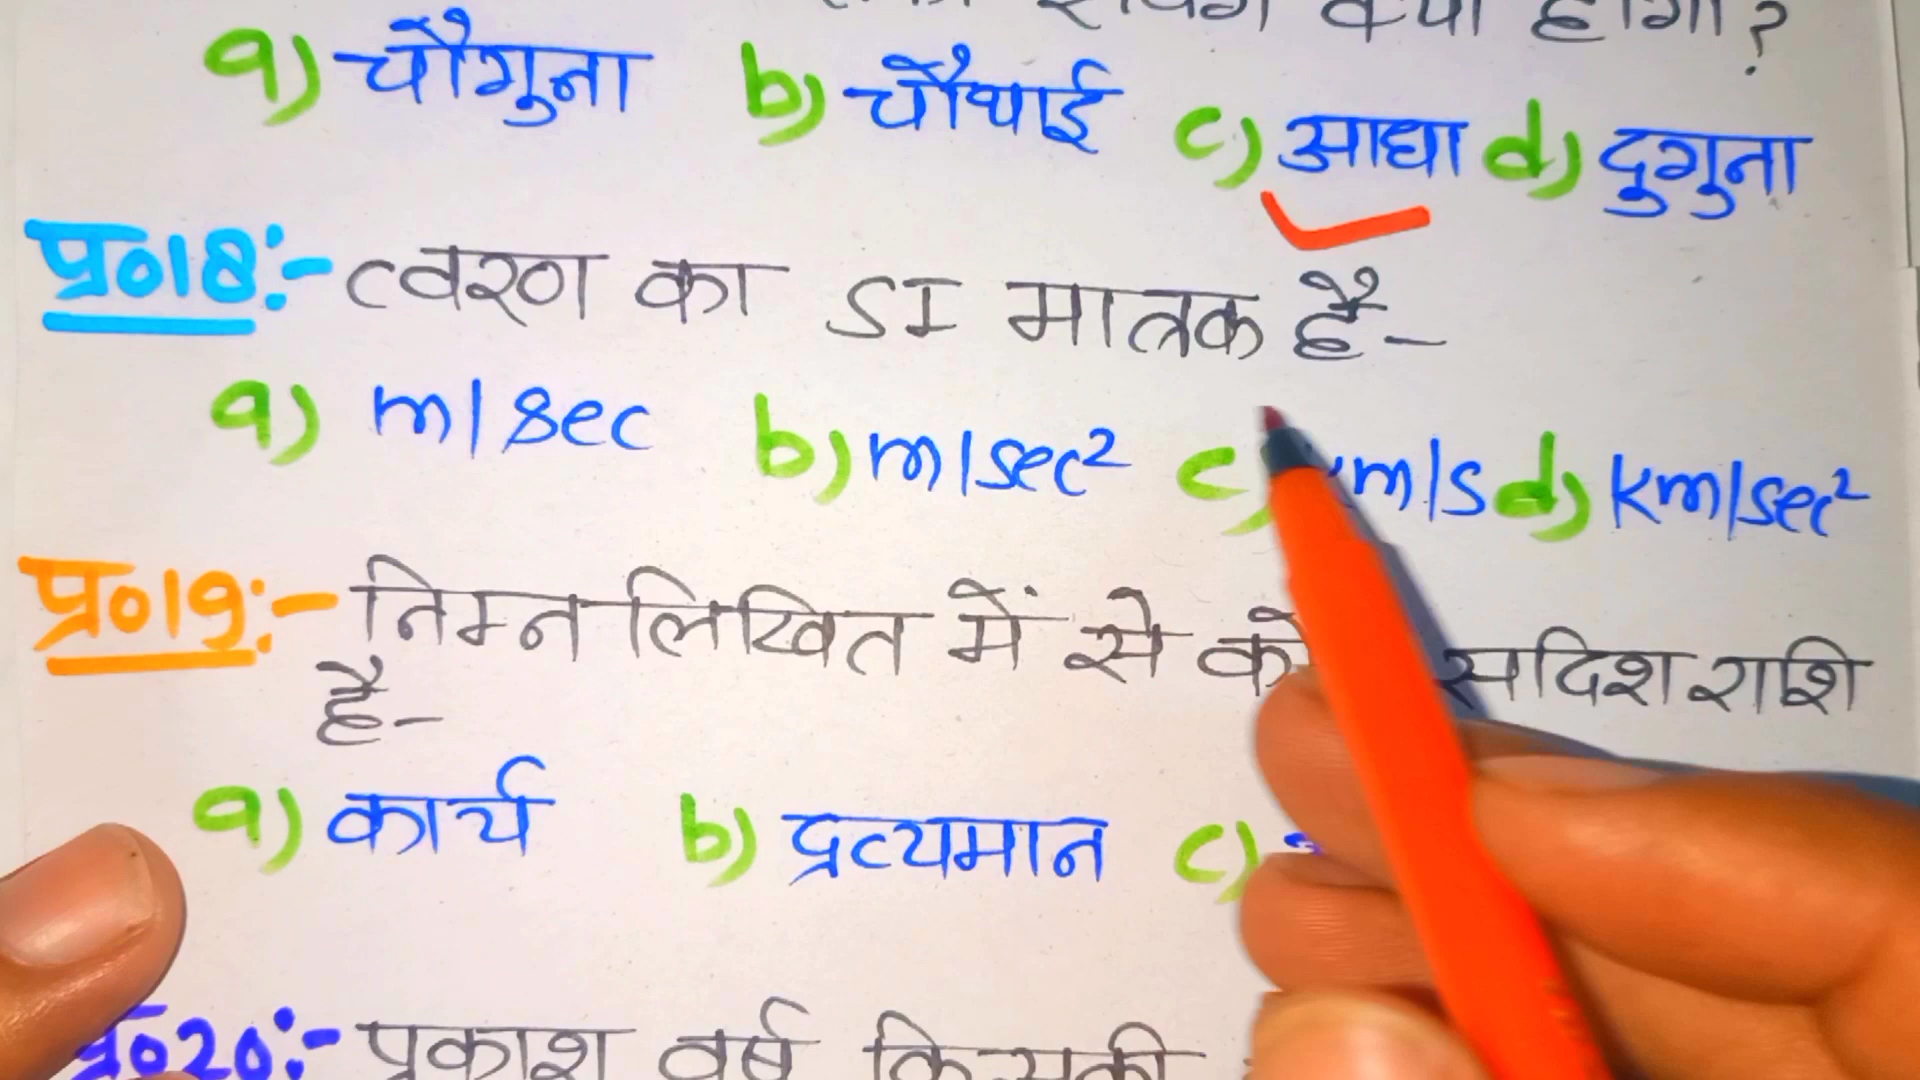 क्या होगा?
a) चौगुना b) चौथाई c) आधा d) दुगुना
प्र०18:- त्वरण का SI मात्रक है-
a) m/sec b) m/sec² c) m/s d) km/sec²
प्र०19:- निम्नलिखित में से सदिश राशि
है-
a) कार्य b) द्रव्यमान c)
प्र०20:- प्रकाश वर्ष किसकी